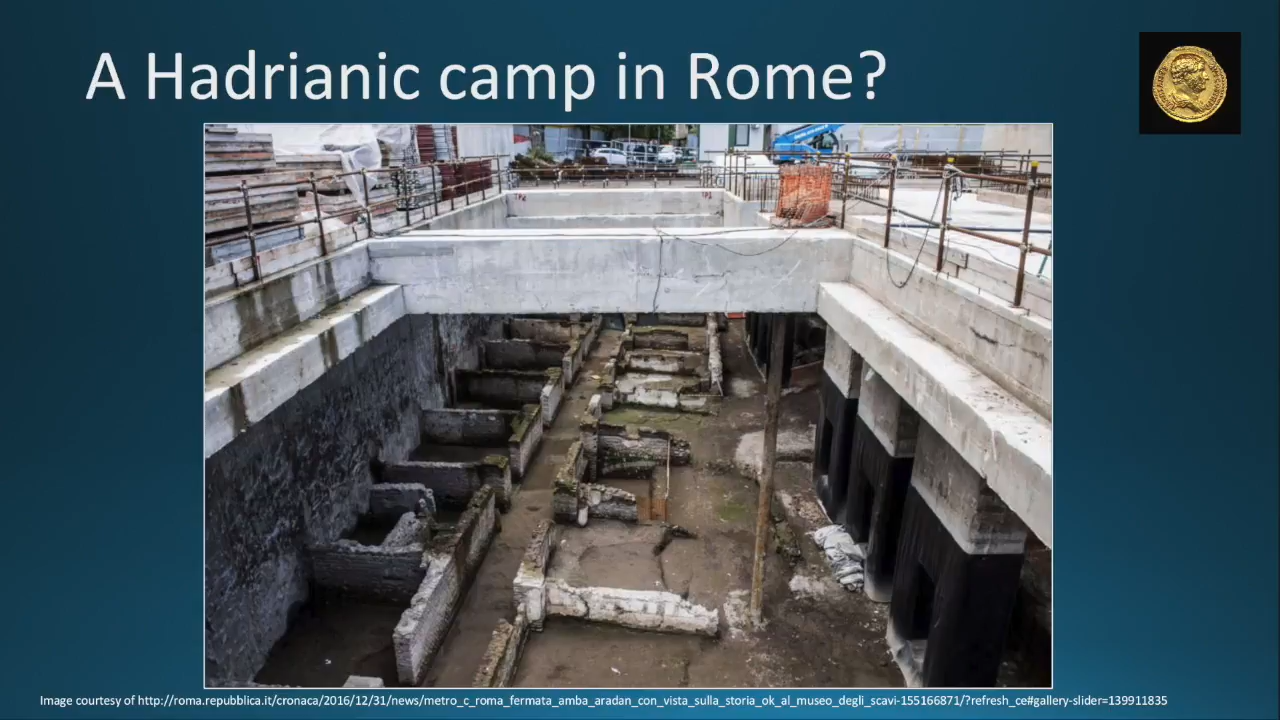 A Hadrianic camp in Rome?
Image courtesy of http://roma.repubblica.it/cronaca/2016/12/31/news/metro_c_roma_fermata_amba_aradan_con_vista_sulla_storia_ok_al_museo_degli_scavi-155166871/?refresh_ce#gallery-slider=139911835